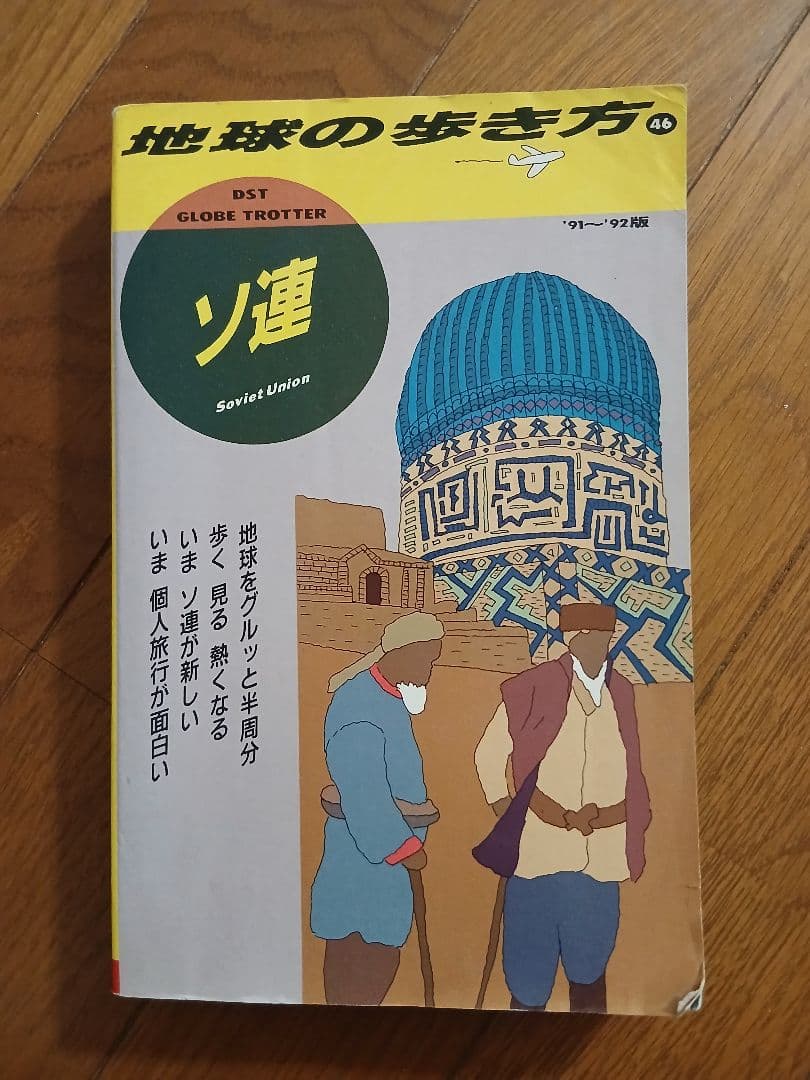 地球の歩き方 46
DST
GLOBE TROTTER
'91〜'92版
ソ連
Soviet Union
地球をグルッと半周分
歩く 見る 熱くなる
いま ソ連が新しい
いま 個人旅行が面白い